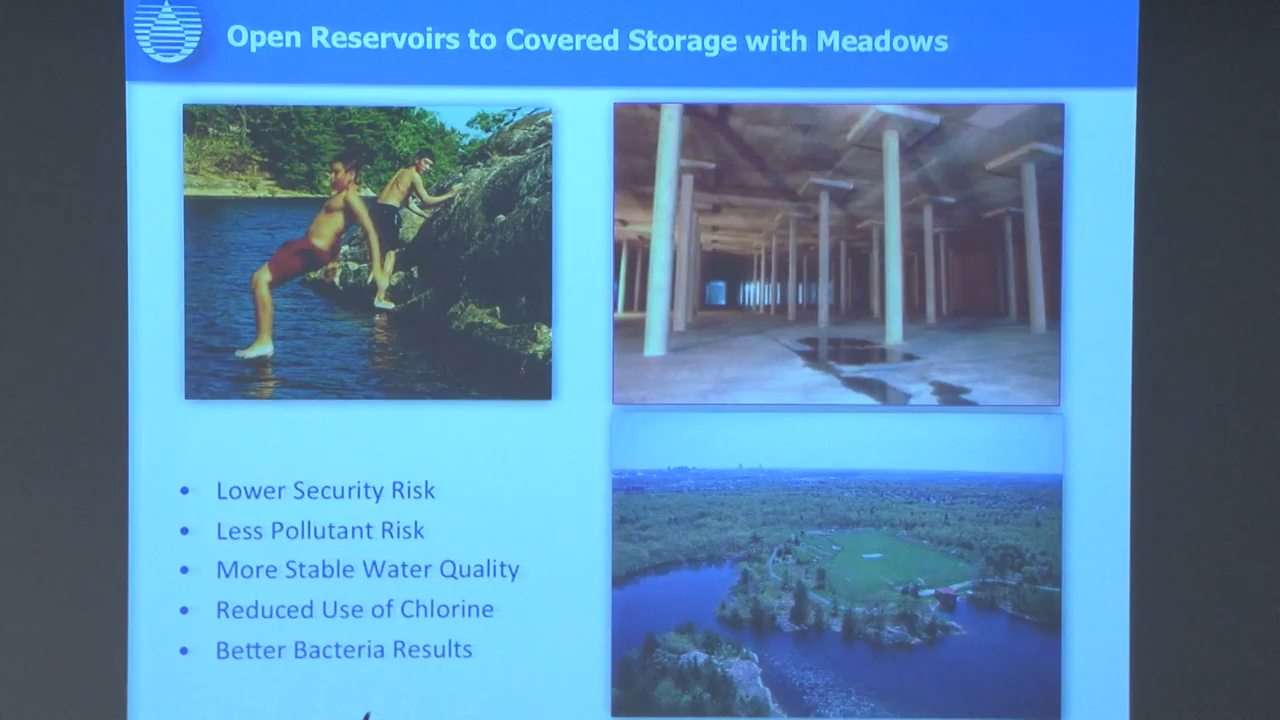 Open Reservoirs to Covered Storage with Meadows
• Lower Security Risk
• Less Pollutant Risk
• More Stable Water Quality
• Reduced Use of Chlorine
• Better Bacteria Results